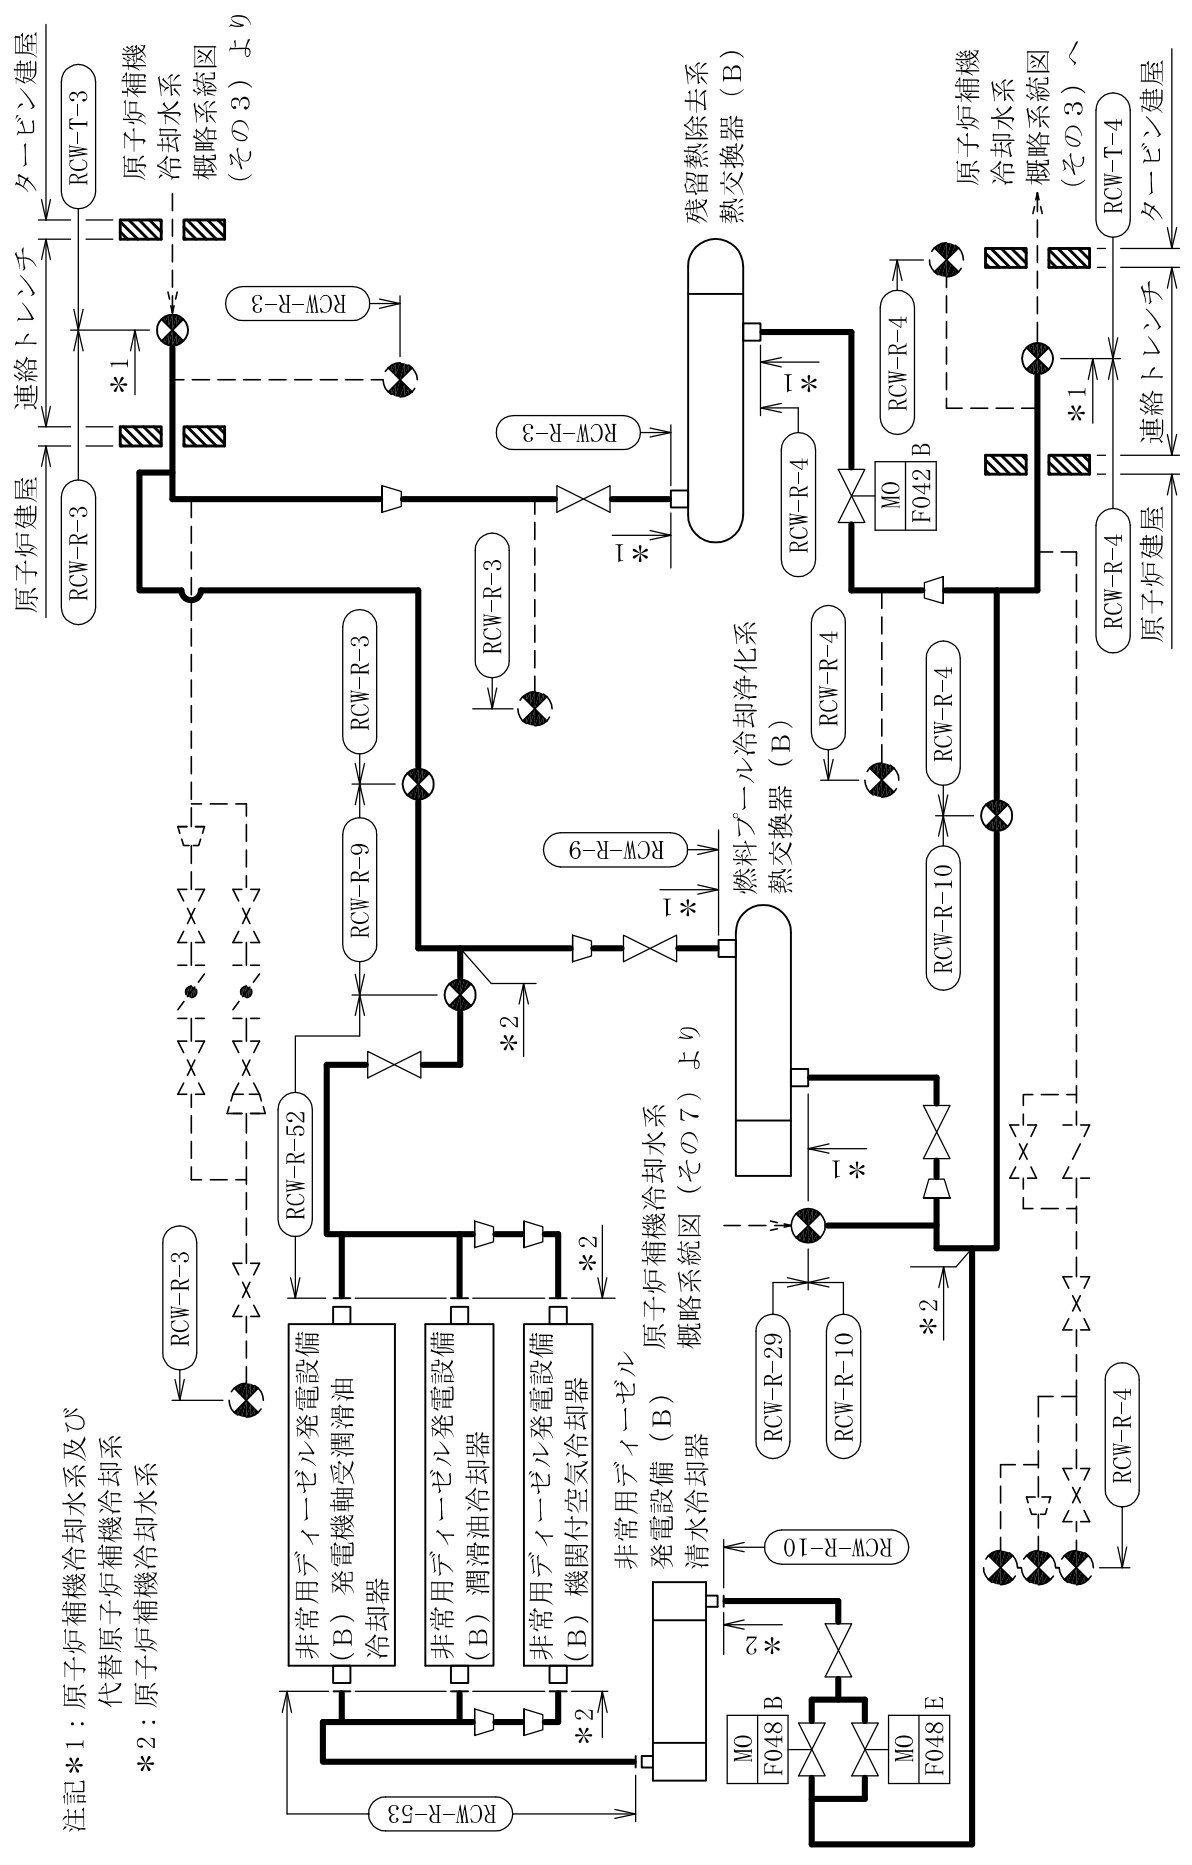 注記＊1：原子炉補機冷却水系及び
代替原子炉補機冷却系
＊2：原子炉補機冷却水系
原子炉建屋
連絡トレンチ
タービン建屋
RCW-R-3
RCW-T-3
＊1
原子炉補機
冷却水系
概略系統図
(その3) より
RCW-R-3
RCW-R-3
RCW-R-52
RCW-R-9
RCW-R-3
＊2
RCW-R-3
RCW-R-3
＊1
残留熱除去系
熱交換器 (B)
＊1
RCW-R-4
MO
F042
B
RCW-R-4
RCW-R-9
＊1
燃料プール冷却浄化系
熱交換器 (B)
＊1
原子炉補機冷却水系
概略系統図 (その7) より
RCW-R-29
RCW-R-10
＊2
RCW-R-10
RCW-R-4
RCW-R-4
原子炉補機
冷却水系
概略系統図
(その3) へ
＊1
RCW-R-4
RCW-T-4
原子炉建屋
連絡トレンチ
タービン建屋
RCW-R-4
非常用ディーゼル発電設備
(B) 発電機軸受潤滑油
冷却器
非常用ディーゼル発電設備
(B) 潤滑油冷却器
非常用ディーゼル発電設備
(B) 機関付空気冷却器
＊2
＊2
RCW-R-53
非常用ディーゼル
発電設備 (B)
清水冷却器
RCW-R-10
＊2
MO
F048
B
MO
F048
E